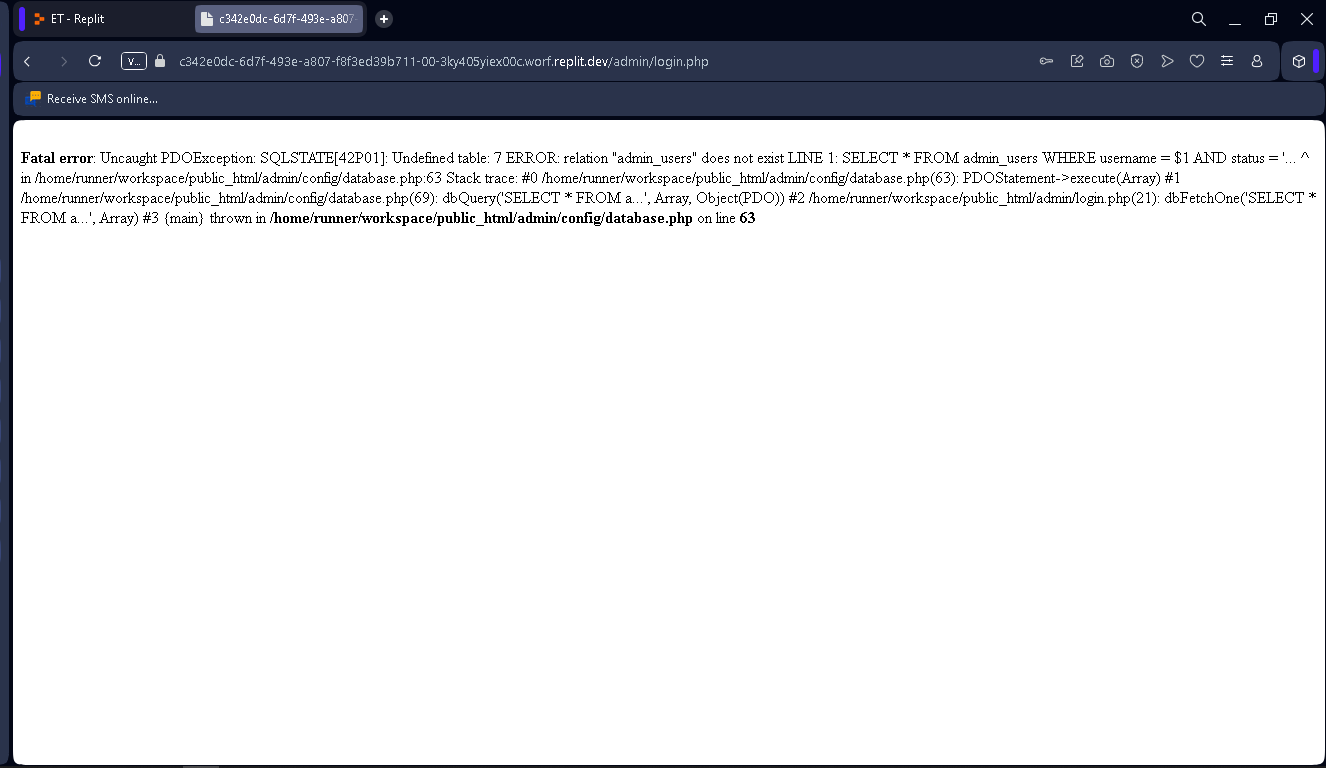 ET - Replit
c342e0dc-6d7f-493e-a807-
V...
c342e0dc-6d7f-493e-a807-f8f3ed39b711-00-3ky405yiex00c.worf.replit.dev/admin/login.php
Receive SMS online...
Fatal error: Uncaught PDOException: SQLSTATE[42P01]: Undefined table: 7 ERROR: relation "admin_users" does not exist LINE 1: SELECT * FROM admin_users WHERE username = $1 AND status = '... ^
in /home/runner/workspace/public_html/admin/config/database.php:63 Stack trace: #0 /home/runner/workspace/public_html/admin/config/database.php(63): PDOStatement->execute(Array) #1
/home/runner/workspace/public_html/admin/config/database.php(69): dbQuery('SELECT * FROM a...', Array, Object(PDO)) #2 /home/runner/workspace/public_html/admin/login.php(21): dbFetchOne('SELECT *
FROM a...', Array) #3 {main} thrown in /home/runner/workspace/public_html/admin/config/database.php on line 63